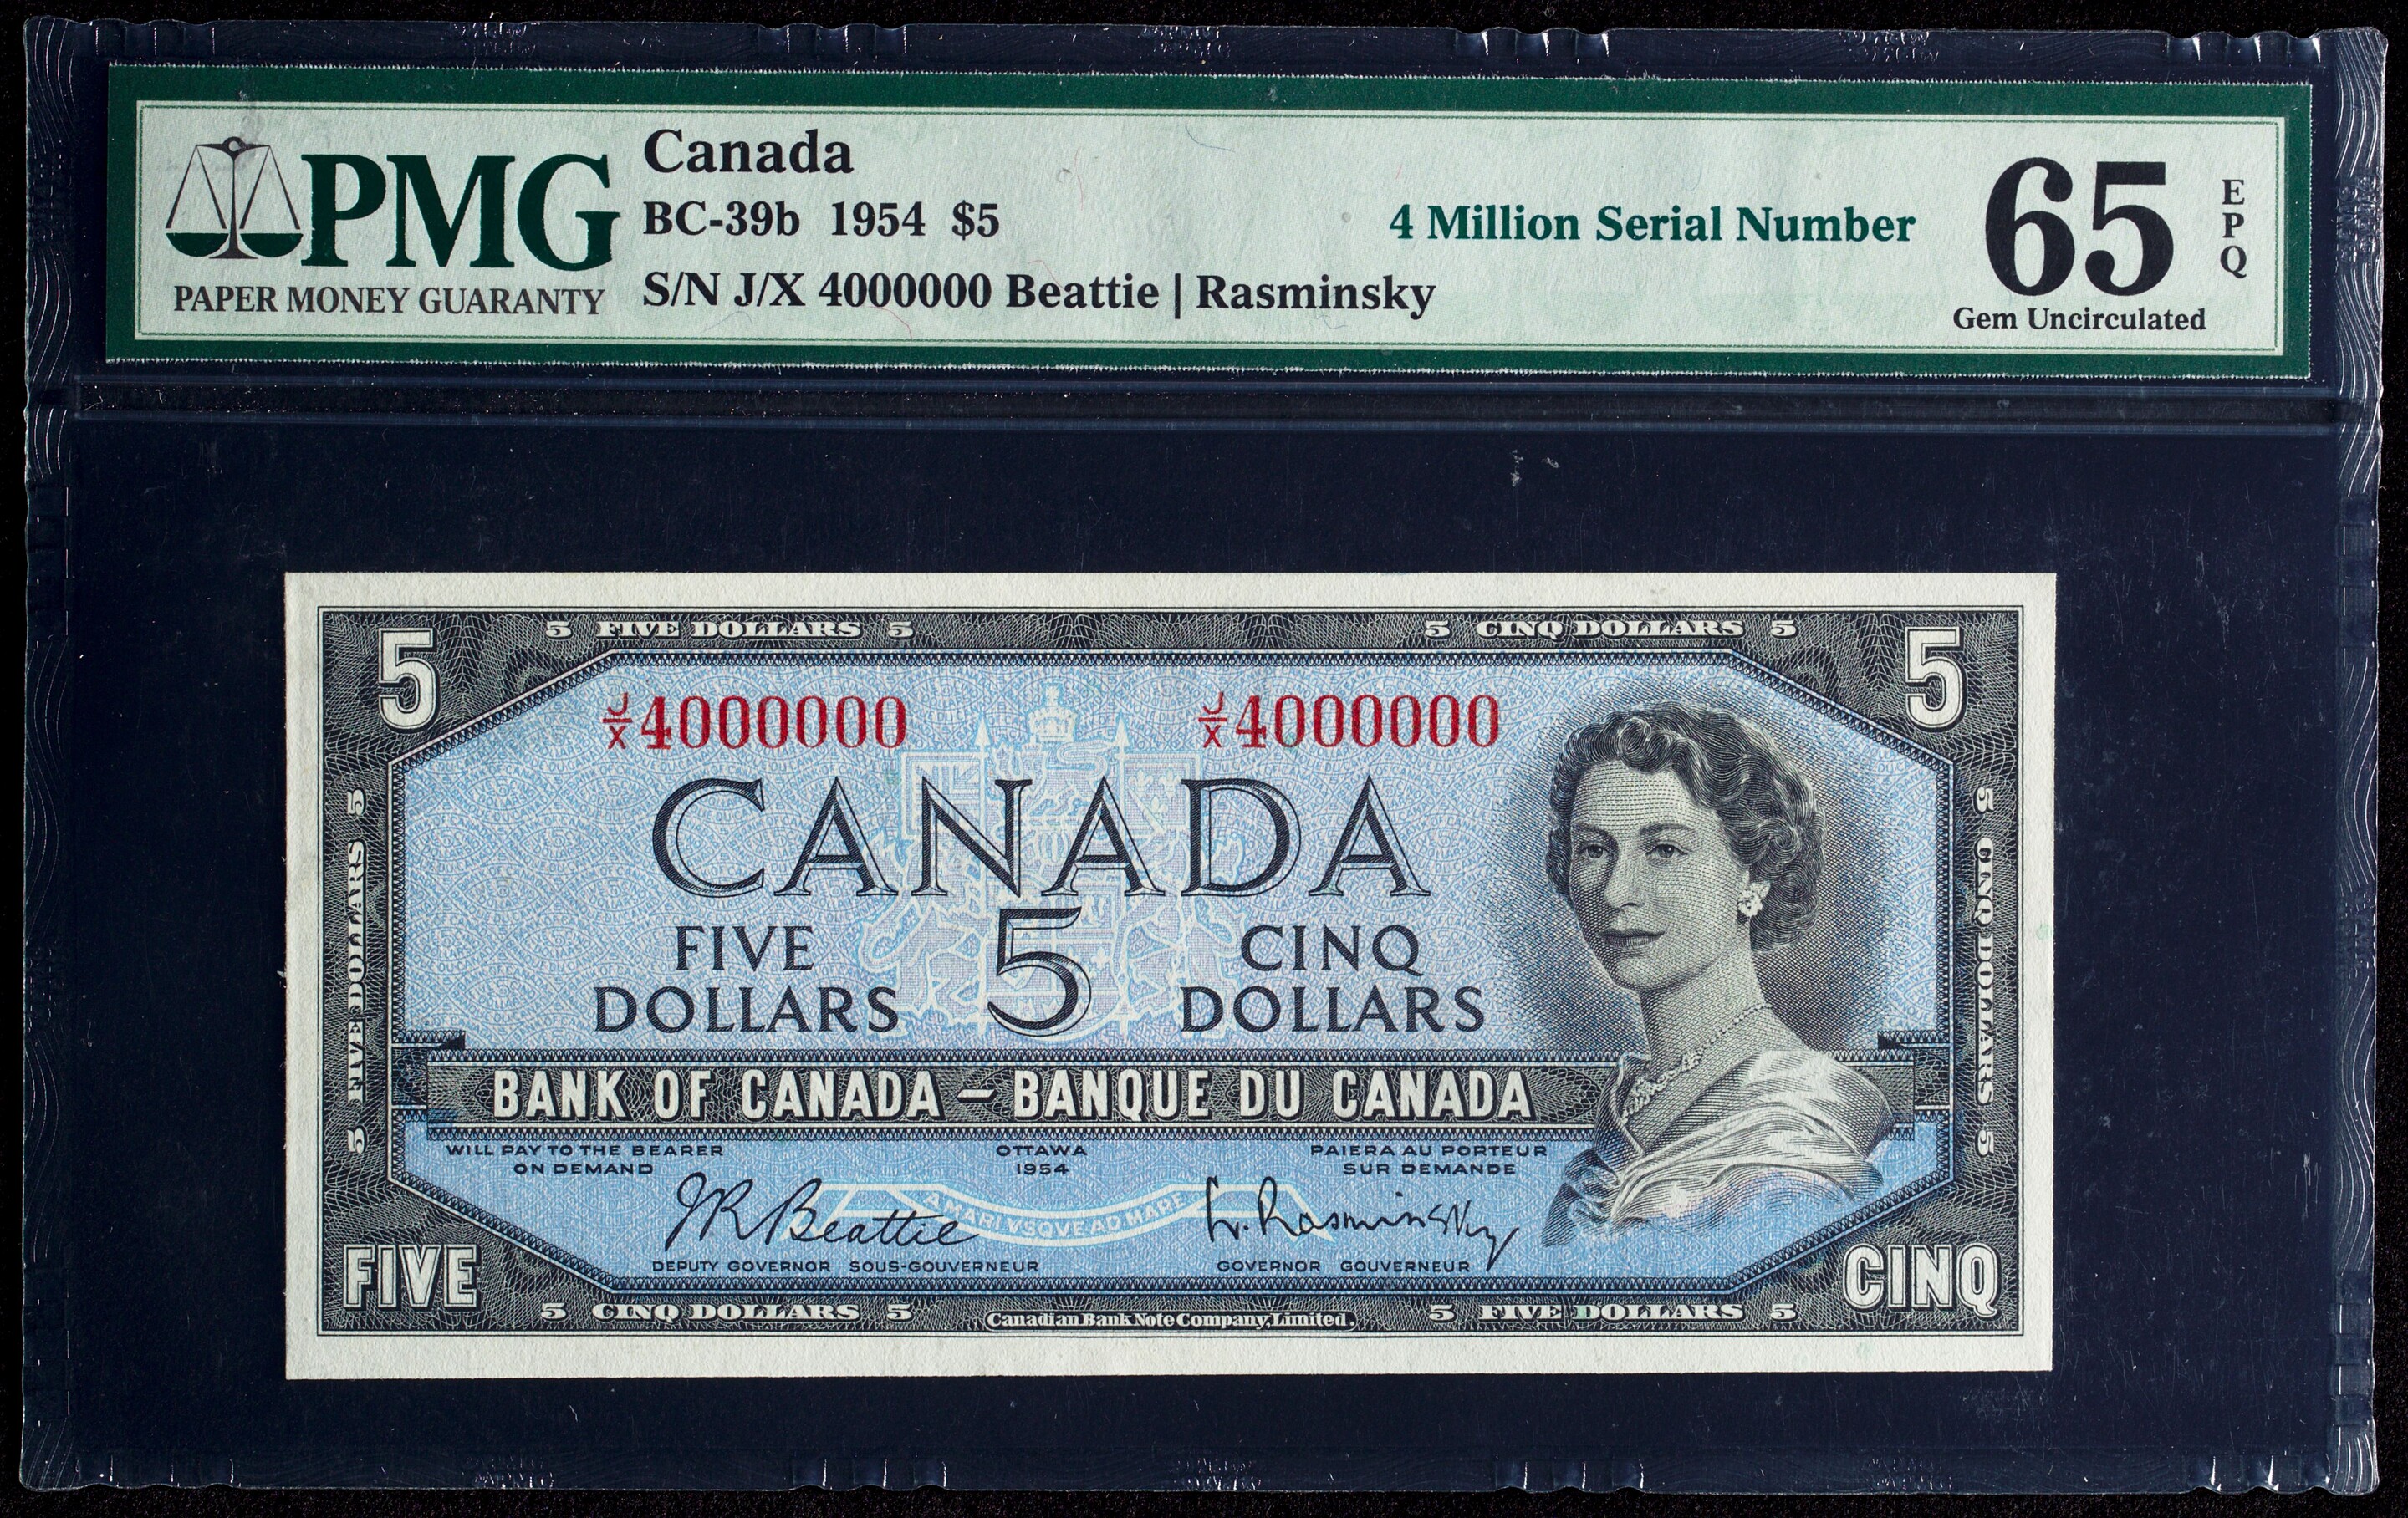 PMG
PAPER MONEY GUARANTY
Canada
BC-39b 1954 $5
S/N J/X 4000000 Beattie | Rasminsky
4 Million Serial Number
65
EPQ
Gem Uncirculated
5 FIVE DOLLARS 5
5 CINQ DOLLARS 5
5
5
J/X 4000000
J/X 4000000
CANADA
FIVE DOLLARS
5
CINQ DOLLARS
5 FIVE DOLLARS 5
5 CINQ DOLLARS 5
BANK OF CANADA – BANQUE DU CANADA
WILL PAY TO THE BEARER
ON DEMAND
OTTAWA
1954
PAIERA AU PORTEUR
SUR DEMANDE
A MARI VSQVE AD MARE
JR Beattie
L. Rasminsky
DEPUTY GOVERNOR SOUS-GOUVERNEUR
GOVERNOR GOUVERNEUR
FIVE
CINQ
5 CINQ DOLLARS 5
Canadian Bank Note Company, Limited.
5 FIVE DOLLARS 5